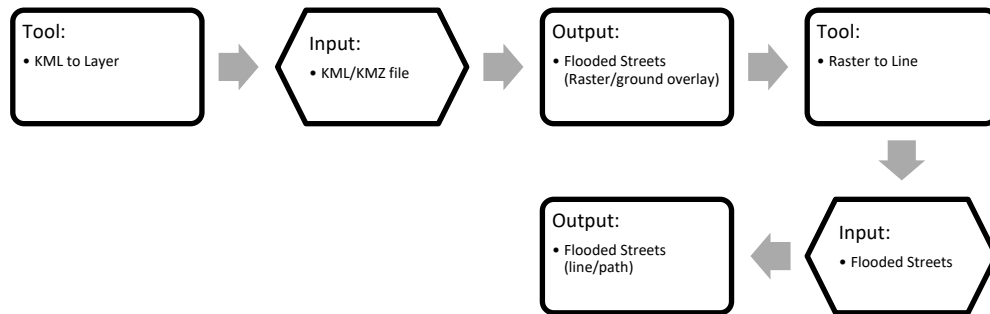 Tool:
• KML to Layer
Input:
• KML/KMZ file
Output:
• Flooded Streets
(Raster/ground overlay)
Tool:
• Raster to Line
Input:
• Flooded Streets
Output:
• Flooded Streets
(line/path)